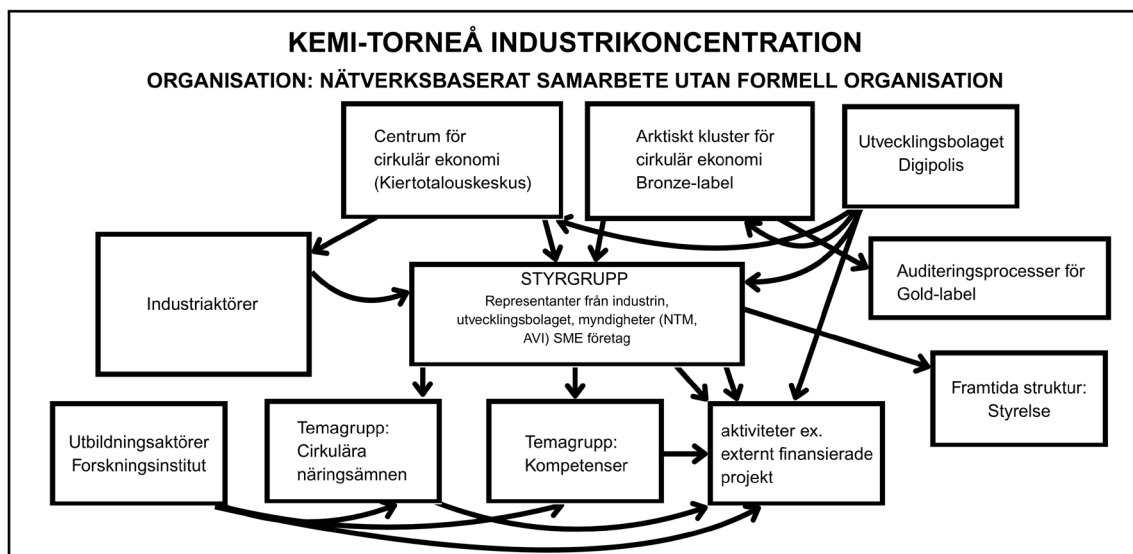 KEMI-TORNEÅ INDUSTRIKONCENTRATION
ORGANISATION: NÄTVERKSBASERAT SAMARBETE UTAN FORMELL ORGANISATION
Centrum för
cirkulär ekonomi
(Kiertotalouskeskus)
Arktiskt kluster för
cirkulär ekonomi
Bronze-label
Utvecklingsbolaget
Digipolis
Industriaktörer
STYRGRUPP
Representanter från industrin,
utvecklingsbolaget, myndigheter (NTM,
AVI) SME företag
Auditeringsprocesser för
Gold-label
Framtida struktur:
Styrelse
Utbildningsaktörer
Forskningsinstitut
Temagrupp:
Cirkulära
näringsämnen
Temagrupp:
Kompetenser
aktiviteter ex.
externt finansierade
projekt